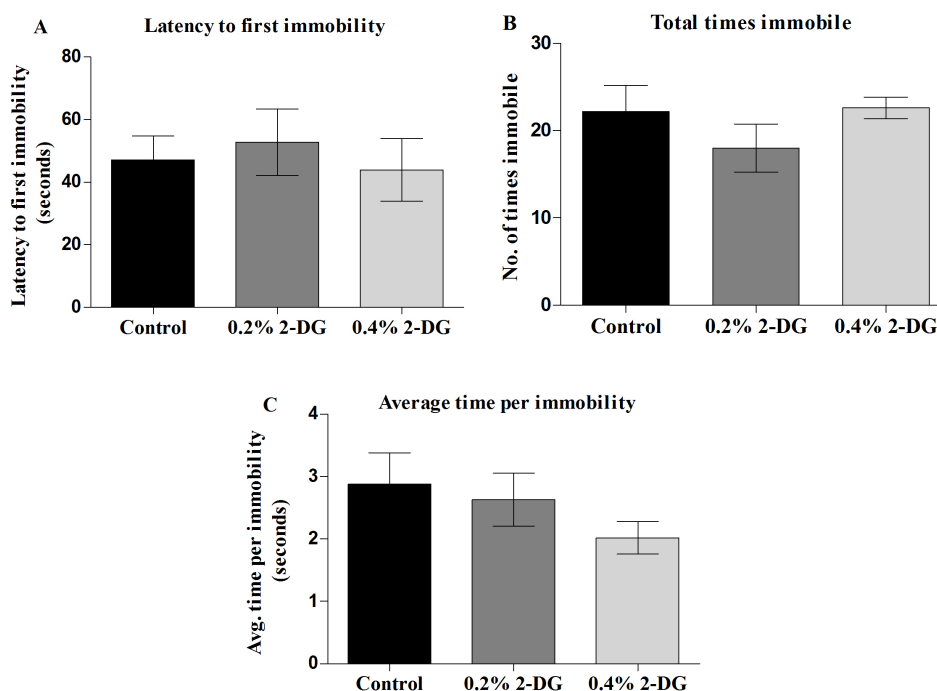 A
Latency to first immobility
Latency to first immobility
(seconds)
80
60
40
20
0
Control
0.2% 2-DG
0.4% 2-DG
B
Total times immobile
No. of times immobile
30
20
10
0
Control
0.2% 2-DG
0.4% 2-DG
C
Average time per immobility
Avg. time per immobility
(seconds)
4
3
2
1
0
Control
0.2% 2-DG
0.4% 2-DG